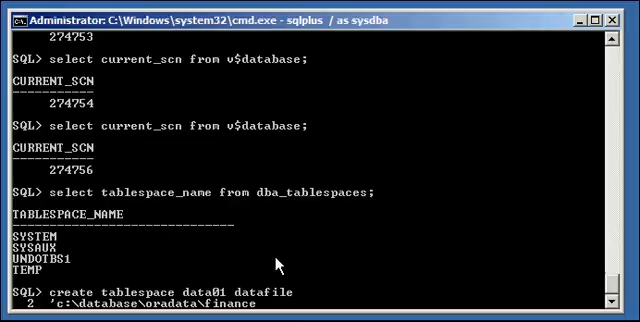 Administrator: C:\Windows\system32\cmd.exe - sqlplus / as sysdba
274753
SQL> select current_scn from v$database;
CURRENT_SCN
-----------
274754
SQL> select current_scn from v$database;
CURRENT_SCN
-----------
274756
SQL> select tablespace_name from dba_tablespaces;
TABLESPACE_NAME
------------------------------
SYSTEM
SYSAUX
UNDOTBS1
TEMP
SQL> create tablespace data01 datafile
2 'c:\database\oradata\finance